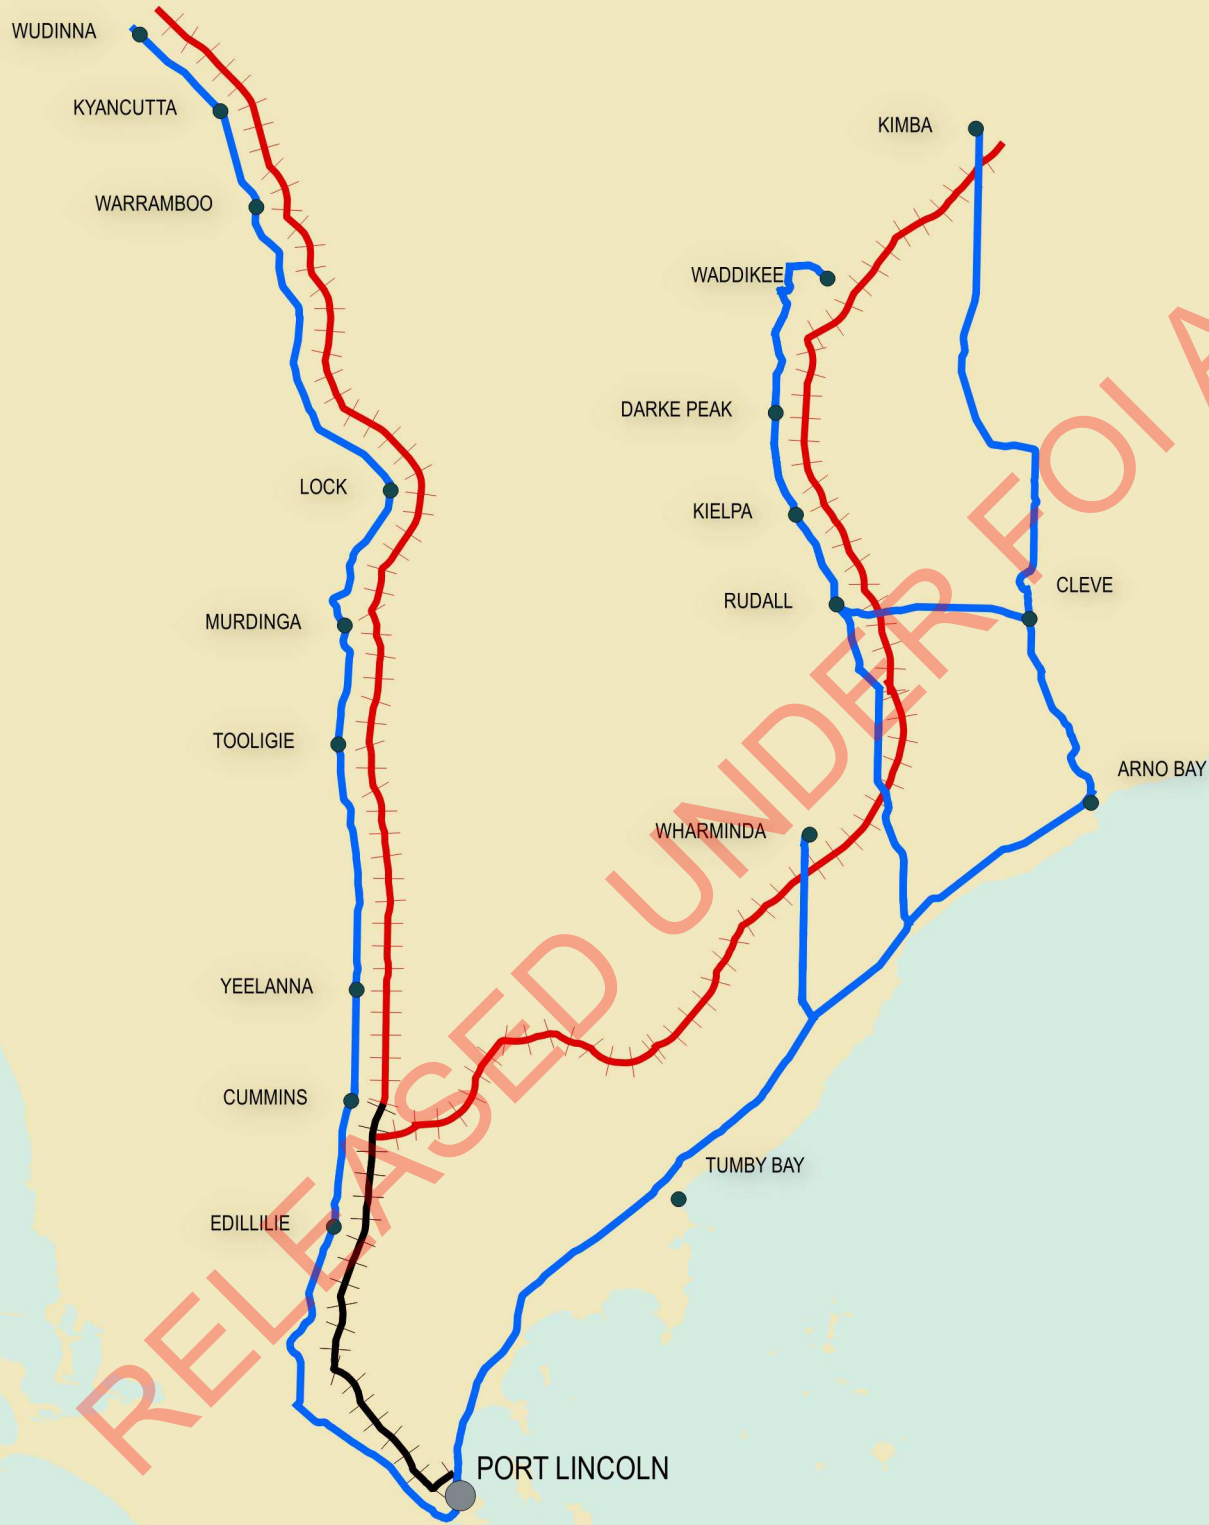 WUDINNA
KYANCUTTA
KIMBA
WARRAMBOO
WADDIKEE
DARKE PEAK
LOCK
KIELPA
CLEVE
RUDALL
MURDINGA
TOOLIGIE
ARNO BAY
WHARMINDA
YEELANNA
CUMMINS
TUMBY BAY
EDILLILIE
PORT LINCOLN
RELEASED UNDER FOI A